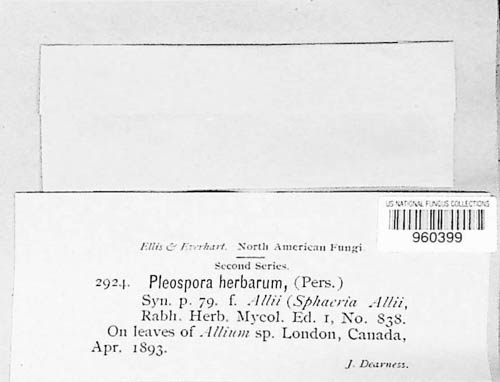 US NATIONAL FUNGUS COLLECTIONS
960399
Ellis & Everhart. North American Fungi
Second Series.
2924. Pleospora herbarum, (Pers.)
Syn. p. 79. f. Allii (Sphaeria Allii,
Rabh. Herb. Mycol. Ed. 1, No. 838.
On leaves of Allium sp. London, Canada,
Apr. 1893.
J. Dearness.